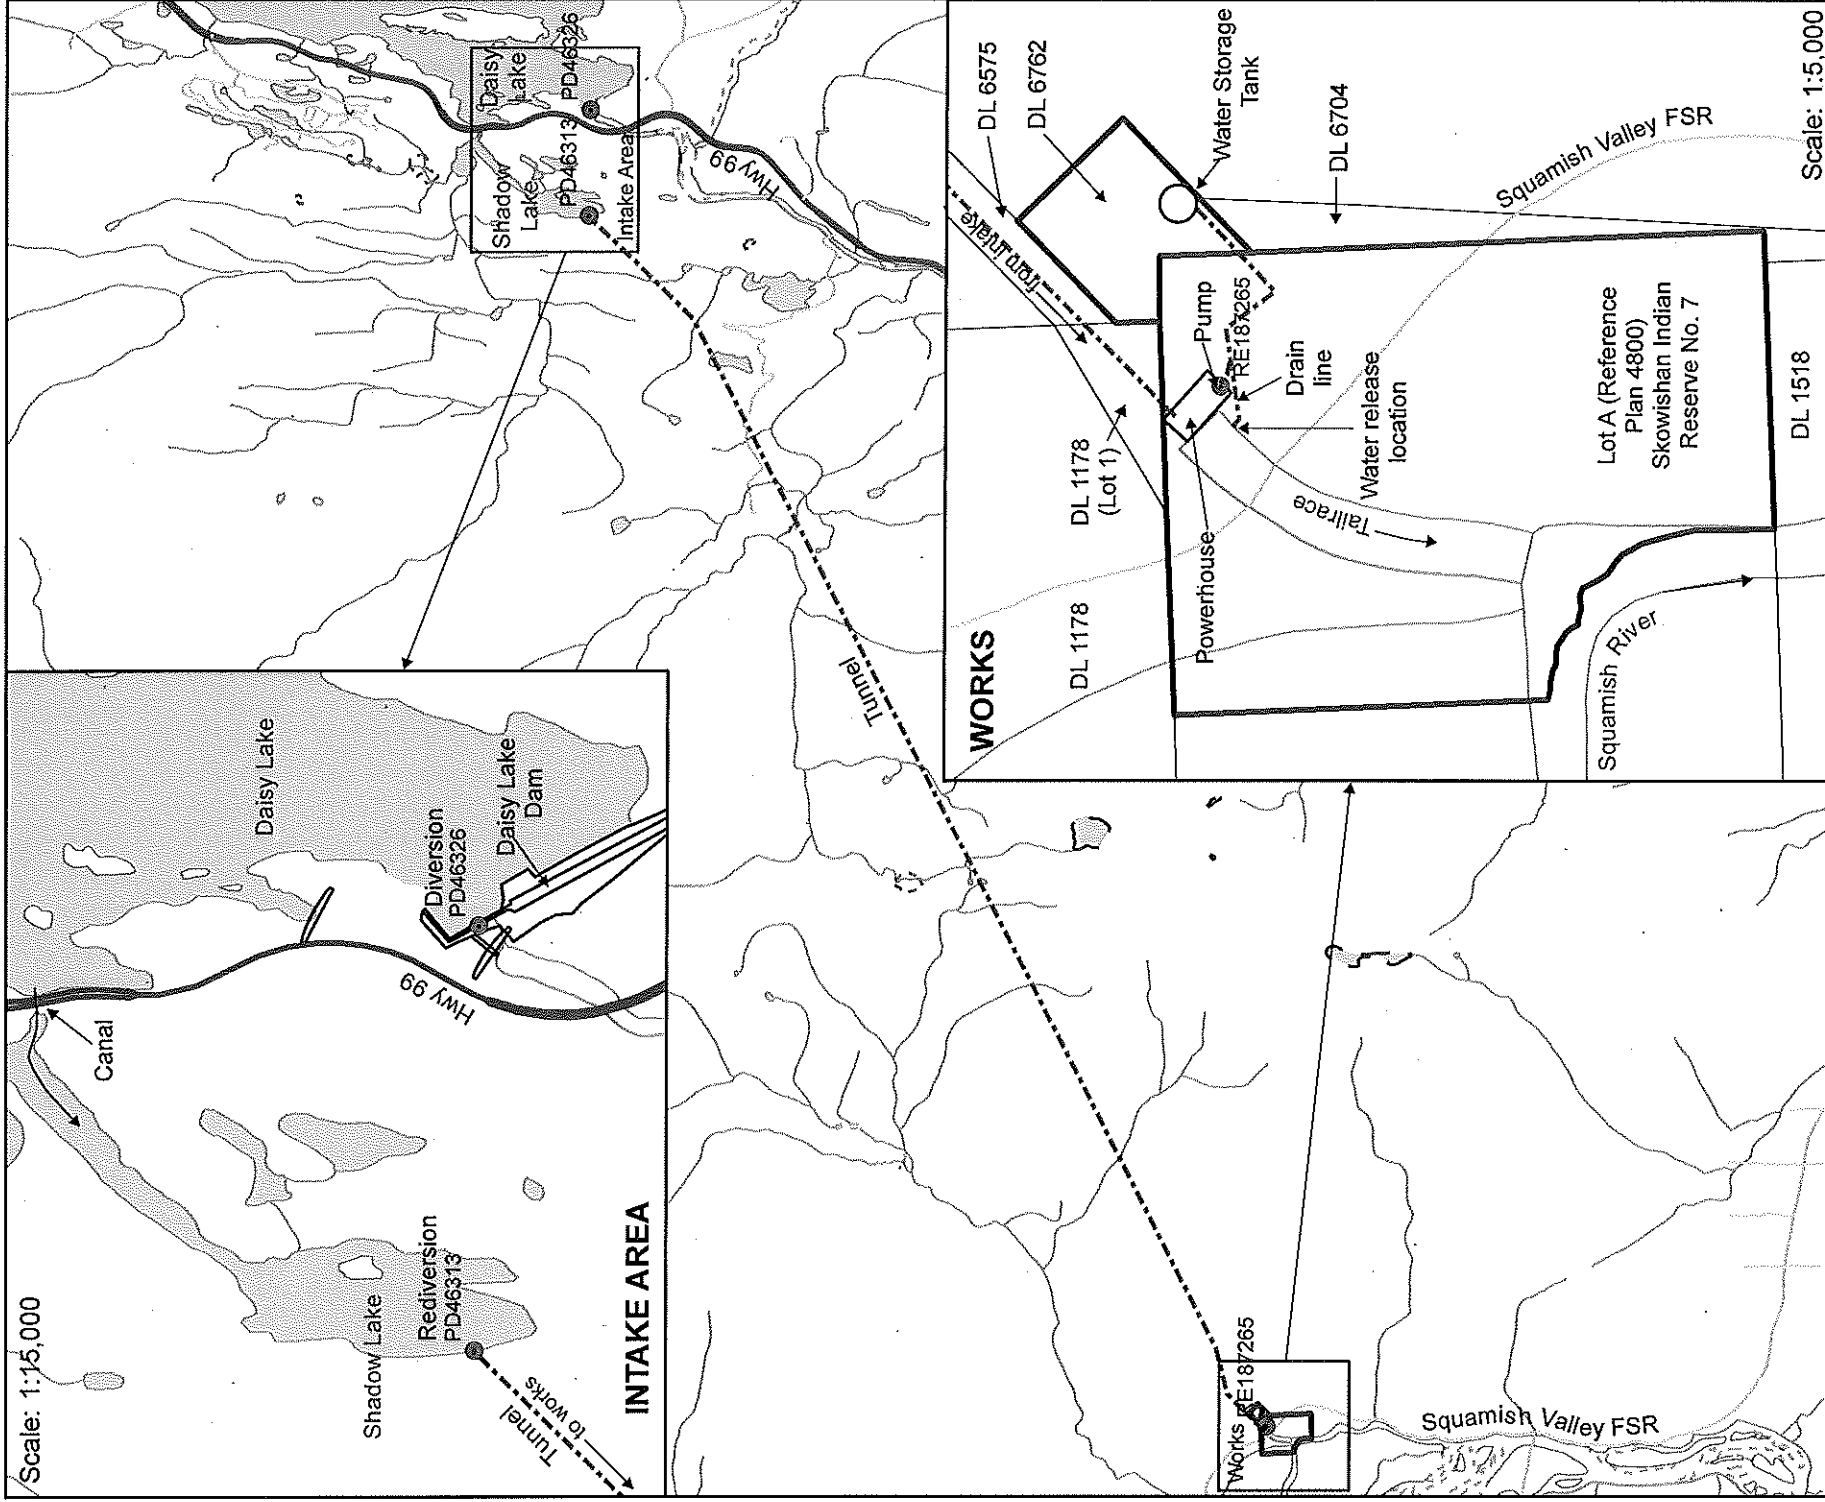 Scale: 1:15,000
Daisy Lake
Canal
Hwy 99
Diversion
PD46326
Daisy Lake
Dam
Shadow Lake
Rediversion
PD46313
Tunnel
to works
INTAKE AREA
Shadow
Lake
Daisy
Lake
PD46313
PD46326
Intake Area
Hwy 99
Tunnel
Works
RE187265
Squamish Valley FSR
WORKS
DL 1178
DL 1178
(Lot 1)
from intake
DL 6575
DL 6762
Water Storage
Tank
DL 6704
Squamish Valley FSR
Powerhouse
Pump
RE187265
Drain
line
Water release
location
Tailrace
Lot A (Reference
Plan 4800)
Skowishan Indian
Reserve No. 7
Squamish River
DL 1518
Scale: 1:5,000